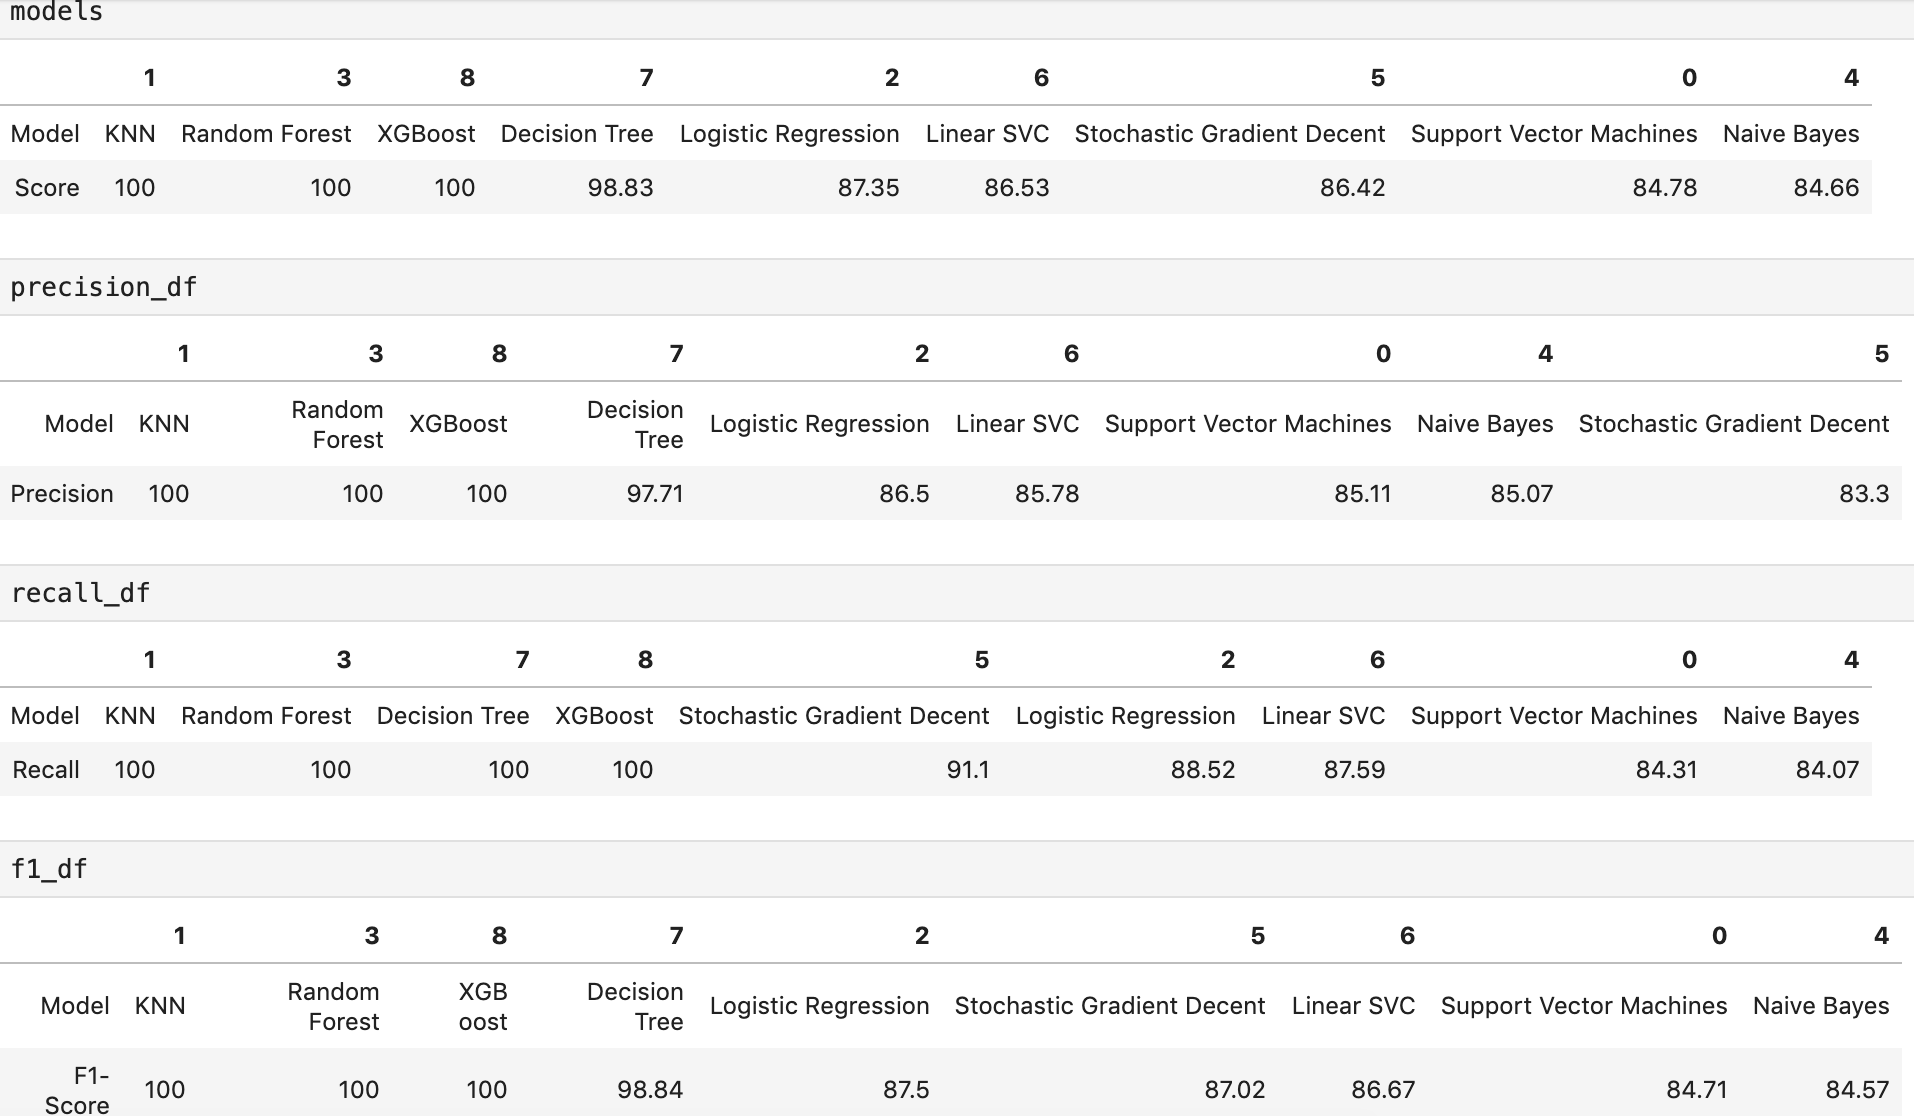 models
1 3 8 7 2 6 5 0 4
Model KNN Random Forest XGBoost Decision Tree Logistic Regression Linear SVC Stochastic Gradient Decent Support Vector Machines Naive Bayes
Score 100 100 100 98.83 87.35 86.53 86.42 84.78 84.66
precision_df
1 3 8 7 2 6 0 4 5
Model KNN Random Forest XGBoost Decision Tree Logistic Regression Linear SVC Support Vector Machines Naive Bayes Stochastic Gradient Decent
Precision 100 100 100 97.71 86.5 85.78 85.11 85.07 83.3
recall_df
1 3 7 8 5 2 6 0 4
Model KNN Random Forest Decision Tree XGBoost Stochastic Gradient Decent Logistic Regression Linear SVC Support Vector Machines Naive Bayes
Recall 100 100 100 100 91.1 88.52 87.59 84.31 84.07
f1_df
1 3 8 7 2 5 6 0 4
Model KNN Random Forest XGB oost Decision Tree Logistic Regression Stochastic Gradient Decent Linear SVC Support Vector Machines Naive Bayes
F1-Score 100 100 100 98.84 87.5 87.02 86.67 84.71 84.57